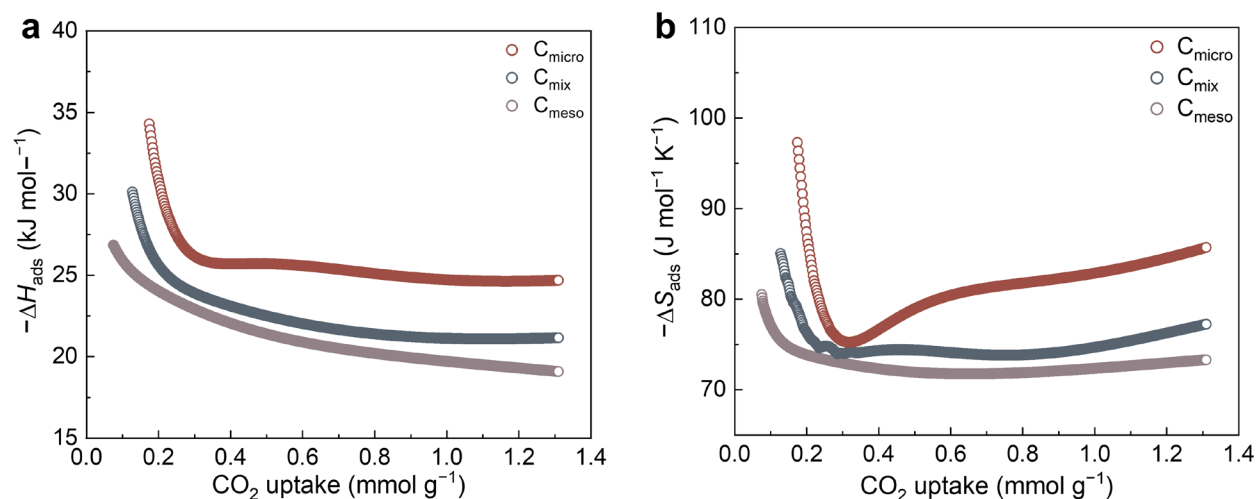 a
40
35
30
25
20
15
−ΔHads (kJ mol−−1)
Cmicro
Cmix
Cmeso
0.0 0.2 0.4 0.6 0.8 1.0 1.2 1.4
CO2 uptake (mmol g−1)
b
110
100
90
80
70
−ΔSads (J mol−1 K−1)
Cmicro
Cmix
Cmeso
0.0 0.2 0.4 0.6 0.8 1.0 1.2 1.4
CO2 uptake (mmol g−1)